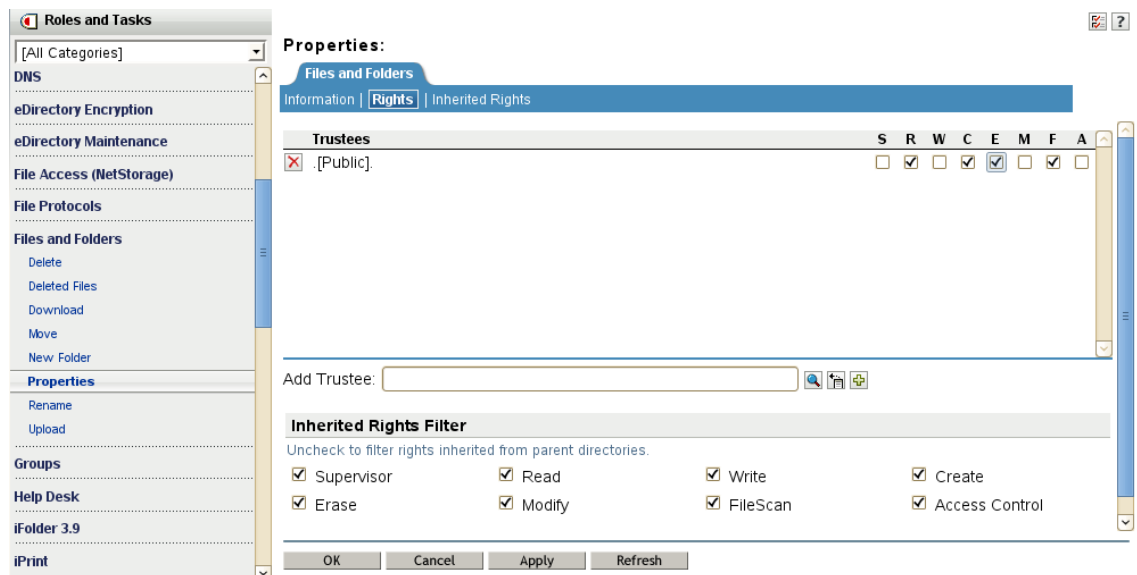 Roles and Tasks
[All Categories]
DNS
eDirectory Encryption
eDirectory Maintenance
File Access (NetStorage)
File Protocols
Files and Folders
Delete
Deleted Files
Download
Move
New Folder
Properties
Rename
Upload
Groups
Help Desk
iFolder 3.9
iPrint
?
Properties:
Files and Folders
Information | Rights | Inherited Rights
Trustees S R W C E M F A
.[Public].
Add Trustee:
Inherited Rights Filter
Uncheck to filter rights inherited from parent directories.
Supervisor Read Write Create
Erase Modify FileScan Access Control
OK Cancel Apply Refresh